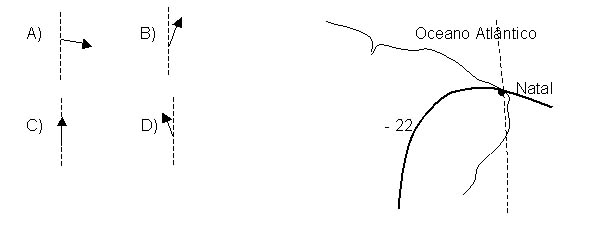 A)
B)
C)
D)
Oceano Atlântico
Natal
- 22